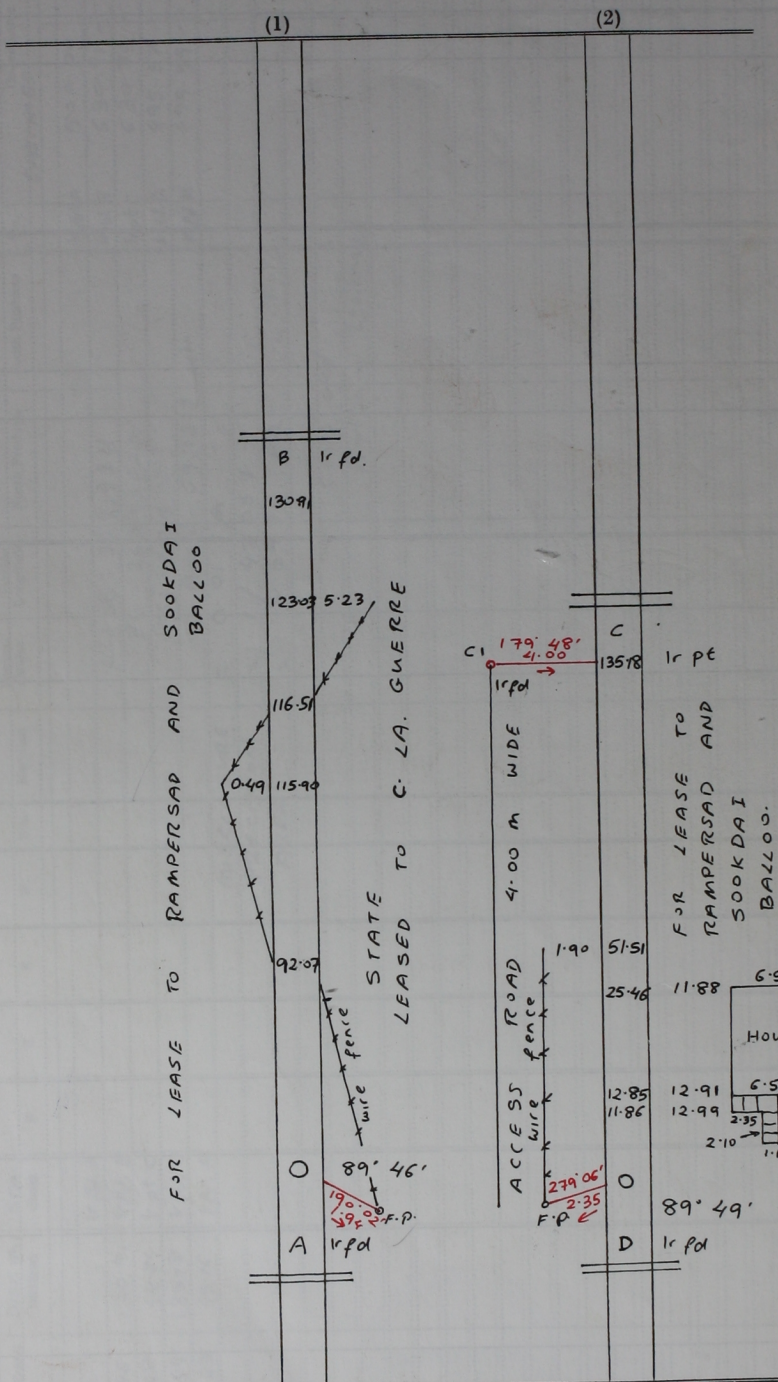 (1)
B Ir fd.
130.91
123.03 5.23
116.51
0.49 115.90
92.07
wire fence
O 89° 46'
F.P.
A Ir fd
FOR LEASE TO RAMPERSAD AND SOOKDAI
BALLOO
STATE
LEASED TO C. LA. GUERRE
(2)
C
C1 179° 48'
4.00
135.78 Ir pt
Ir fd
1.90 51.51
25.46 11.88
12.85 12.91
11.86 12.99
2.35
2.10
279° 06'
2.35
O
F.P.
89° 49'
D Ir fd
ACCESS ROAD 4.00 m WIDE
wire fence
FOR LEASE TO
RAMPERSAD AND
SOOKDAI
BALLOO.